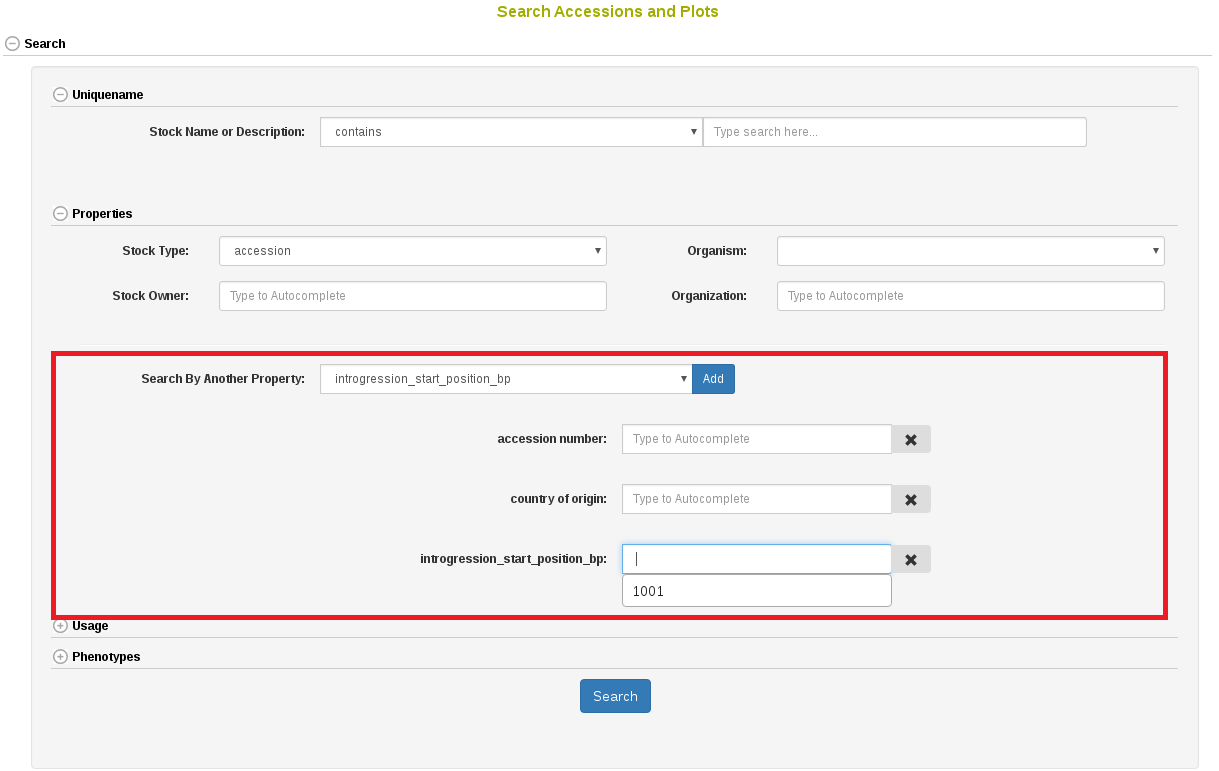 Search Accessions and Plots
Search
Uniquename
Stock Name or Description: contains Type search here...
Properties
Stock Type: accession Organism:
Stock Owner: Type to Autocomplete Organization: Type to Autocomplete
Search By Another Property: introgression_start_position_bp Add
accession number: Type to Autocomplete
country of origin: Type to Autocomplete
introgression_start_position_bp:
1001
Usage
Phenotypes
Search